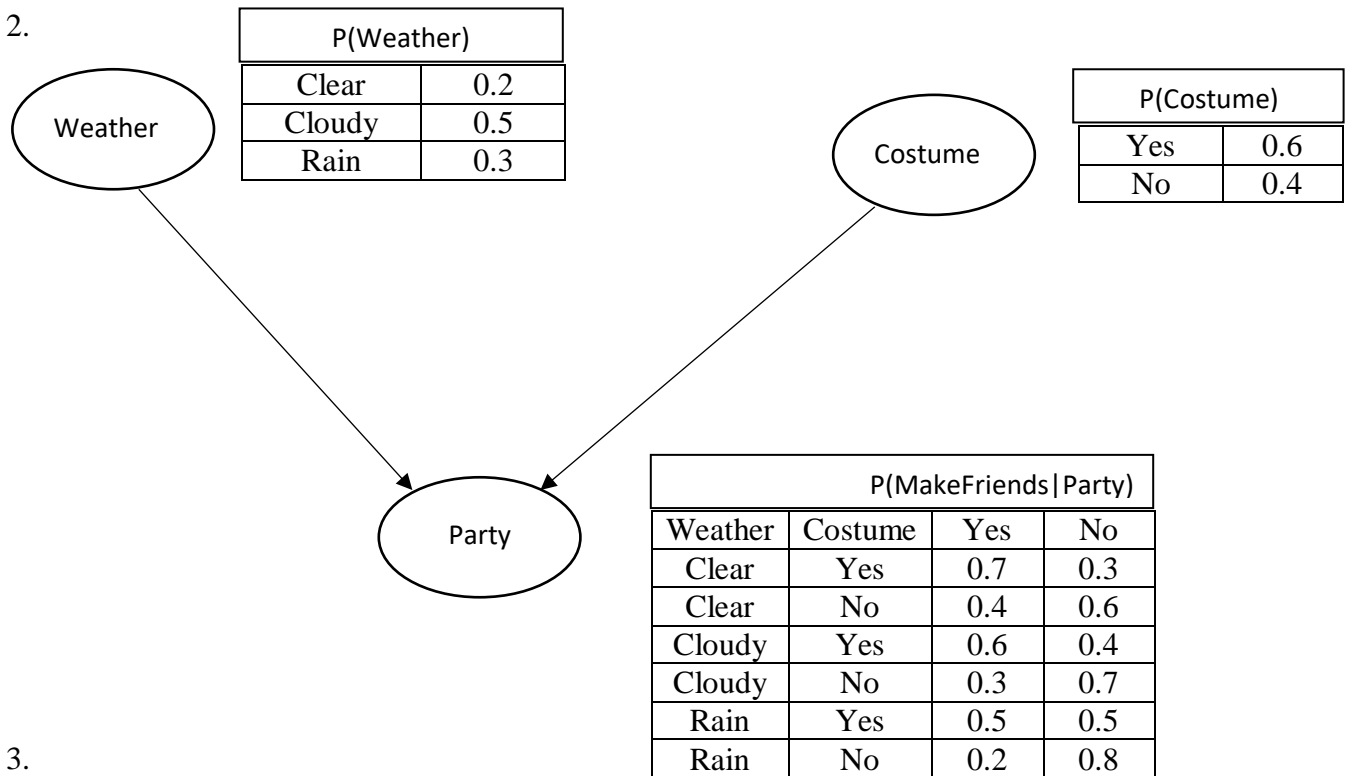 2.
P(Weather)
Clear 0.2
Cloudy 0.5
Rain 0.3
Weather
P(Costume)
Yes 0.6
No 0.4
Costume
Party
P(MakeFriends|Party)
Weather Costume Yes No
Clear Yes 0.7 0.3
Clear No 0.4 0.6
Cloudy Yes 0.6 0.4
Cloudy No 0.3 0.7
Rain Yes 0.5 0.5
Rain No 0.2 0.8
3.